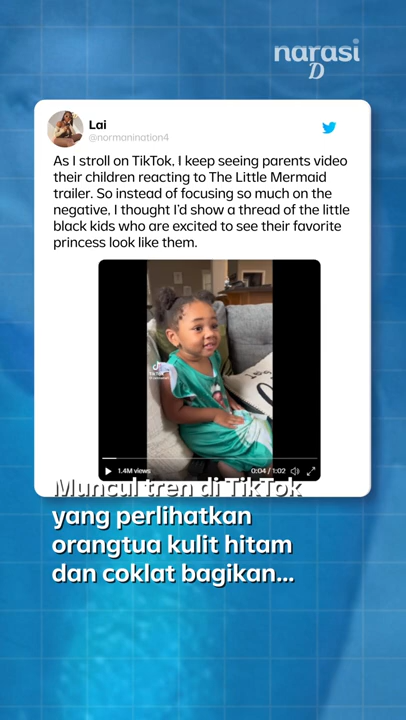 narasi
D
Lai
@normanination4
As I stroll on TikTok, I keep seeing parents video
their children reacting to The Little Mermaid
trailer. So instead of focusing so much on the
negative, I thought I'd show a thread of the little
black kids who are excited to see their favorite
princess look like them.
TikTok
1.4M views
0:04 / 1:02
Muncul tren di TikTok
yang perlihatkan
orangtua kulit hitam
dan coklat bagikan...